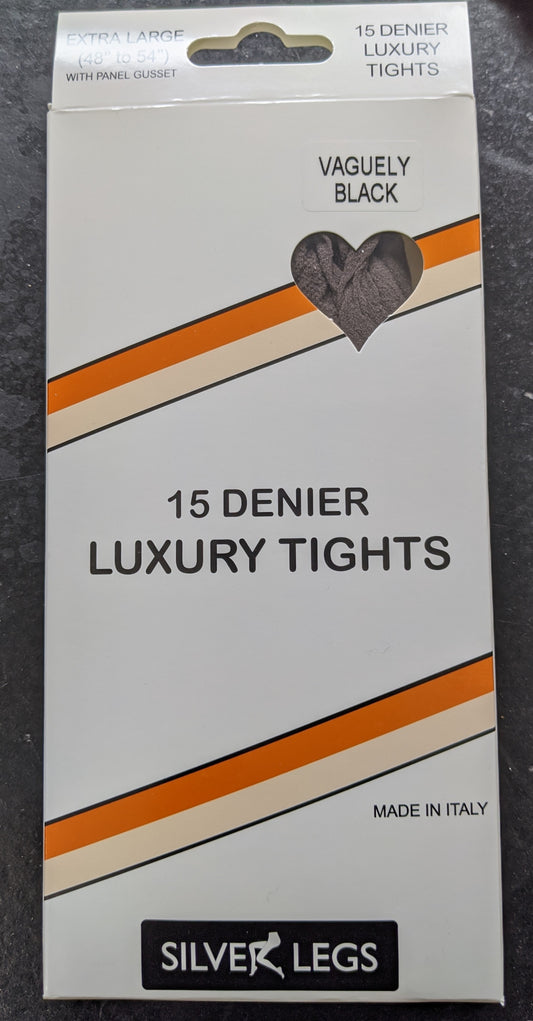 EXTRA LARGE
(48" to 54")
WITH PANEL GUSSET
15 DENIER
LUXURY
TIGHTS
VAGUELY
BLACK
15 DENIER
LUXURY TIGHTS
MADE IN ITALY
SILVER LEGS